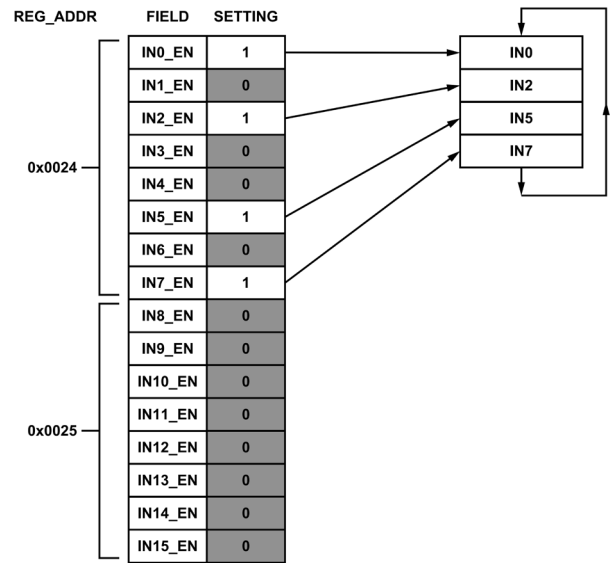 REG_ADDR FIELD SETTING
IN0_EN 1 IN0
IN1_EN 0 IN2
IN2_EN 1 IN5
IN3_EN 0 IN7
0x0024
IN4_EN 0
IN5_EN 1
IN6_EN 0
IN7_EN 1
IN8_EN 0
IN9_EN 0
IN10_EN 0
IN11_EN 0
0x0025
IN12_EN 0
IN13_EN 0
IN14_EN 0
IN15_EN 0